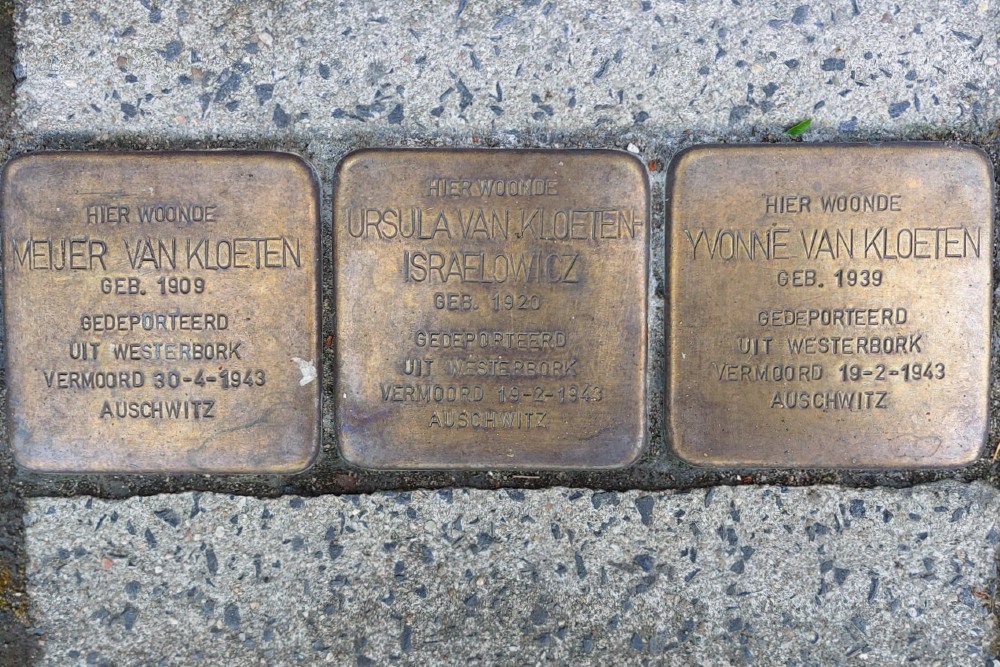 HIER WOONDE
MEIJER VAN KLOETEN
GEB. 1909
GEDEPORTEERD
UIT WESTERBORK
VERMOORD 30-4-1943
AUSCHWITZ
HIER WOONDE
URSULA VAN KLOETEN-
ISRAELOWICZ
GEB. 1920
GEDEPORTEERD
UIT WESTERBORK
VERMOORD 19-2-1943
AUSCHWITZ
HIER WOONDE
YVONNE VAN KLOETEN
GEB. 1939
GEDEPORTEERD
UIT WESTERBORK
VERMOORD 19-2-1943
AUSCHWITZ